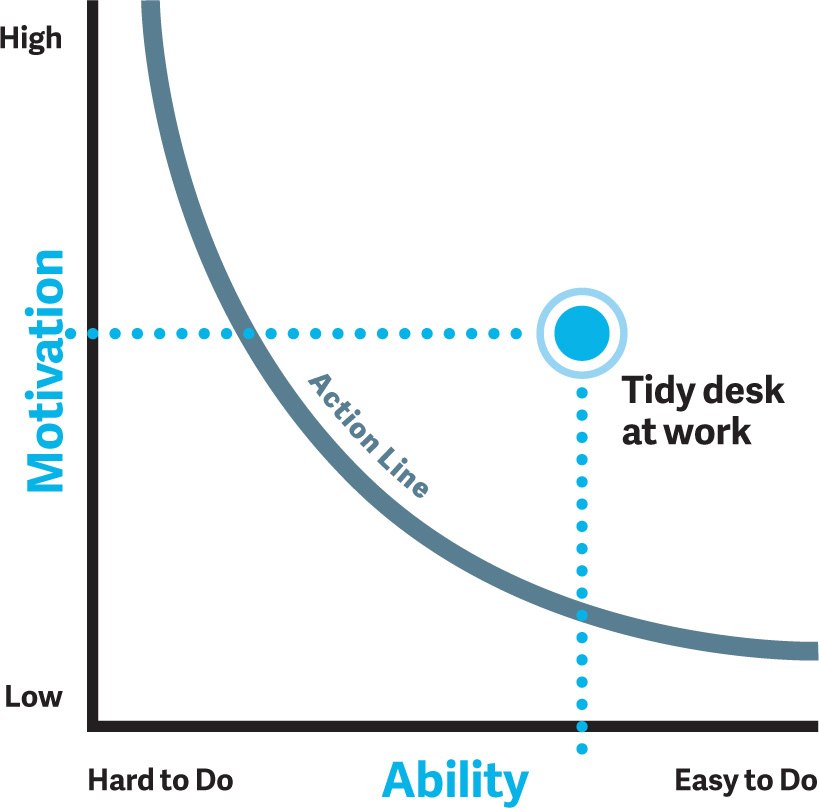 High
Motivation
Action Line
Tidy desk
at work
Low
Hard to Do
Ability
Easy to Do